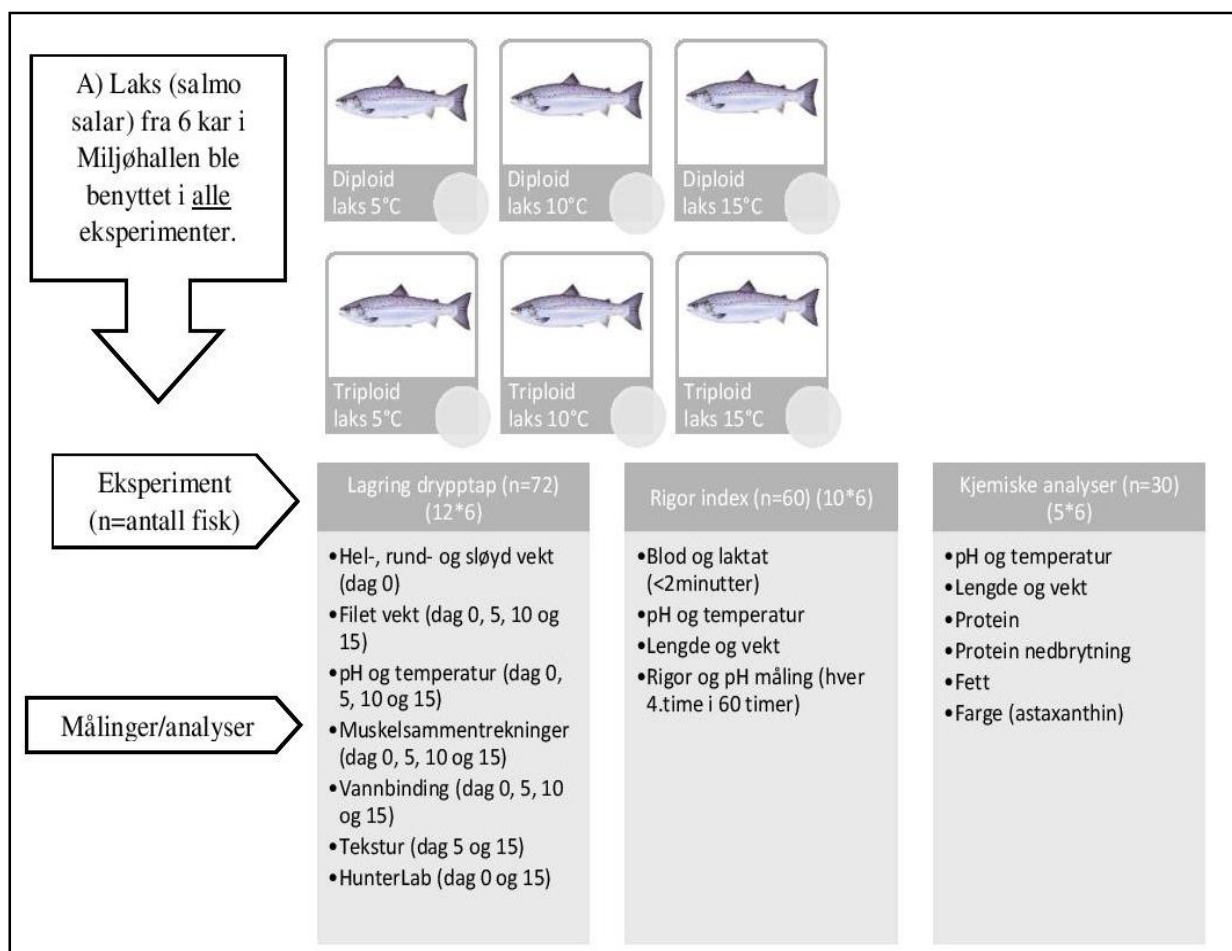 A) Laks (salmo
salar) fra 6 kar i
Miljøhallen ble
benyttet i alle
eksperimenter.
Diploid
laks 5°C
Diploid
laks 10°C
Diploid
laks 15°C
Triploid
laks 5°C
Triploid
laks 10°C
Triploid
laks 15°C
Eksperiment
(n=antall fisk)
Lagring drypptap (n=72)
(12*6)
Rigor index (n=60) (10*6)
Kjemiske analyser (n=30)
(5*6)
Målinger/analyser
•Hel-, rund- og sløyd vekt
(dag 0)
•Filet vekt (dag 0, 5, 10 og
15)
•pH og temperatur (dag 0,
5, 10 og 15)
•Muskelsammentrekninger
(dag 0, 5, 10 og 15)
•Vannbinding (dag 0, 5, 10
og 15)
•Tekstur (dag 5 og 15)
•HunterLab (dag 0 og 15)
•Blod og laktat
(<2minutter)
•pH og temperatur
•Lengde og vekt
•Rigor og pH måling (hver
4.time i 60 timer)
•pH og temperatur
•Lengde og vekt
•Protein
•Protein nedbrytning
•Fett
•Farge (astaxanthin)